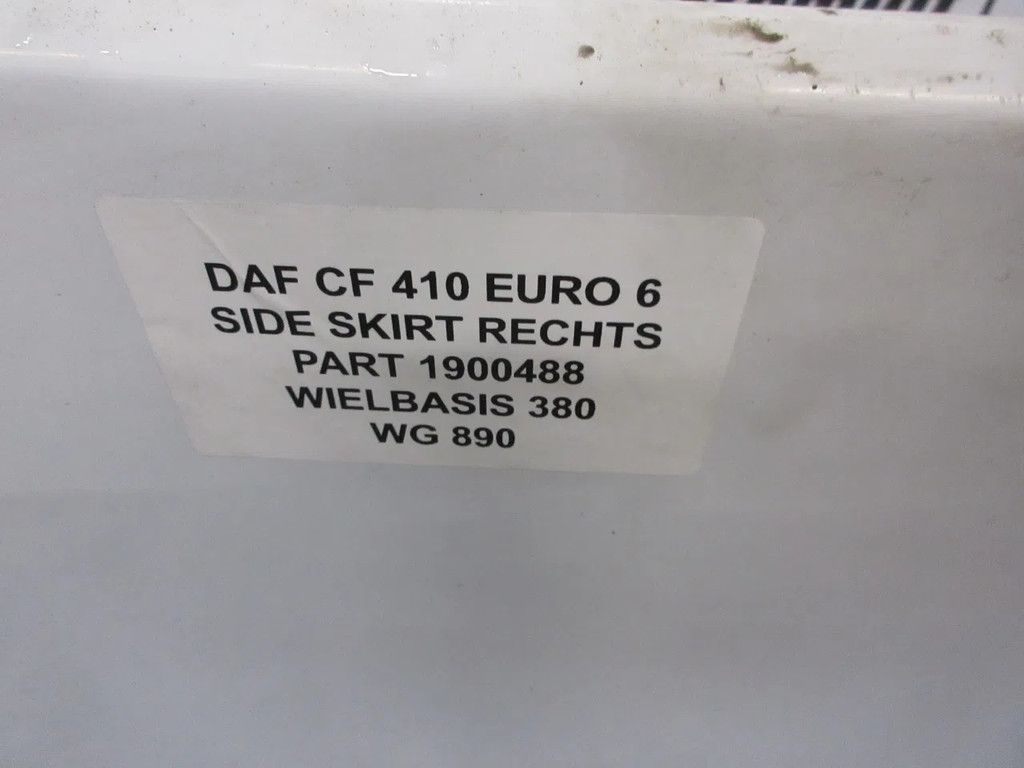 DAF CF 410 EURO 6
SIDE SKIRT RECHTS
PART 1900488
WIELBASIS 380
WG 890